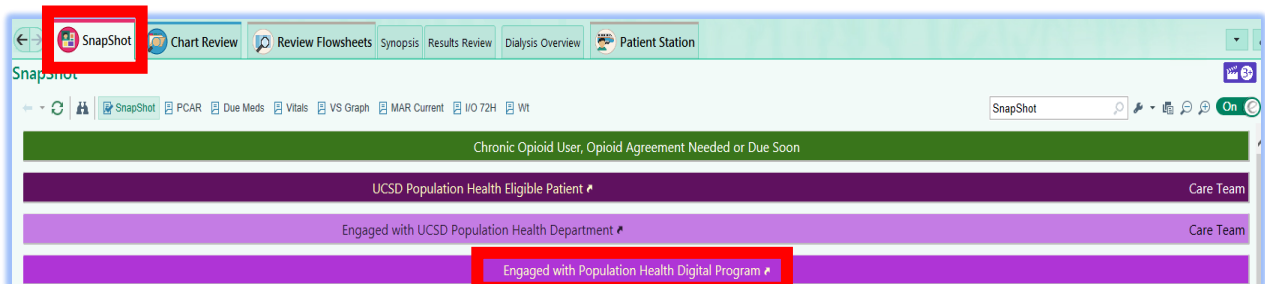 SnapShot Chart Review Review Flowsheets Synopsis Results Review Dialysis Overview Patient Station
SnapShot
SnapShot PCAR Due Meds Vitals VS Graph MAR Current I/O 72H Wt SnapShot On
Chronic Opioid User, Opioid Agreement Needed or Due Soon
UCSD Population Health Eligible Patient Care Team
Engaged with UCSD Population Health Department Care Team
Engaged with Population Health Digital Program